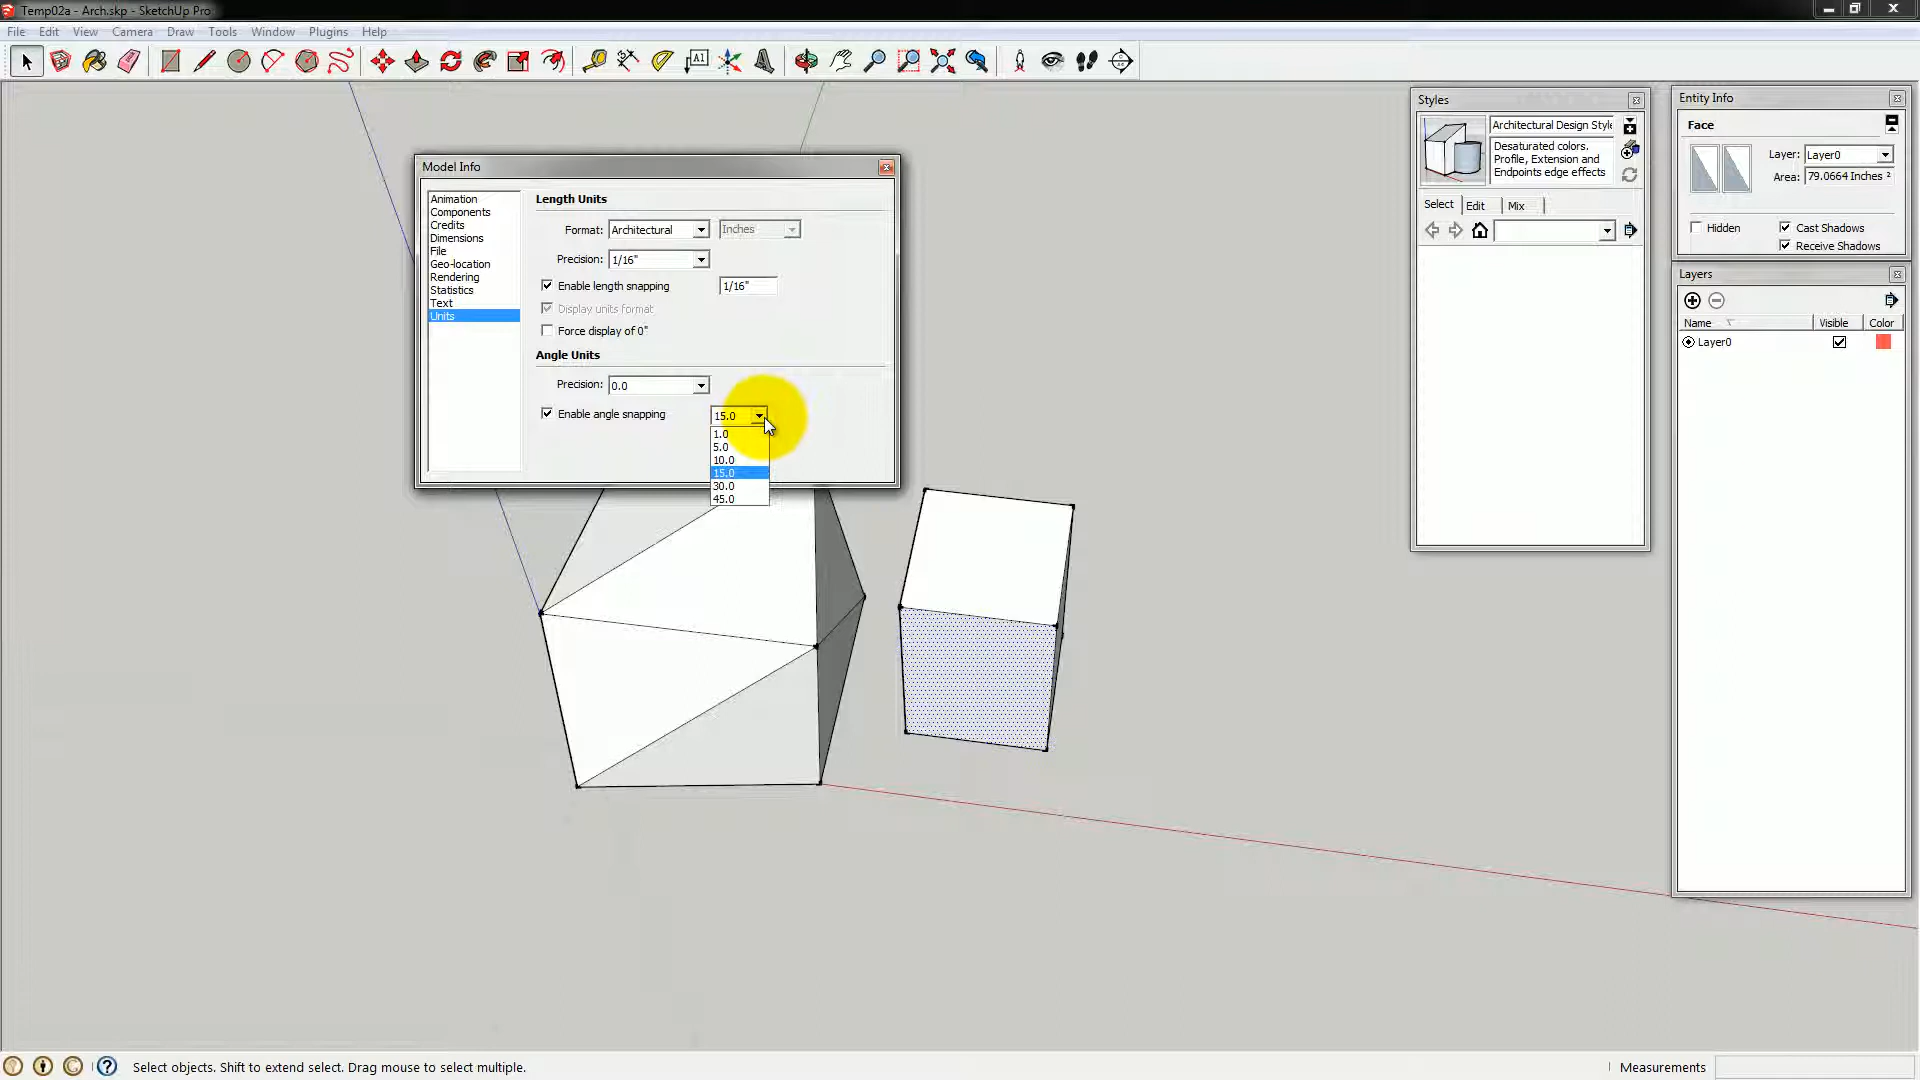 Temp02a - Arch.skp - SketchUp Pro
File Edit View Camera Draw Tools Window Plugins Help
A1
Model Info
Animation
Components
Credits
Dimensions
File
Geo-location
Rendering
Statistics
Text
Units
Length Units
Format: Architectural Inches
Precision: 1/16"
Enable length snapping 1/16"
Display units format
Force display of 0"
Angle Units
Precision: 0.0
Enable angle snapping 15.0
1.0
5.0
10.0
15.0
30.0
45.0
Styles
Architectural Design Style
Desaturated colors.
Profile, Extension and
Endpoints edge effects
Select Edit Mix
Entity Info
Face
Layer: Layer0
Area: 79.0664 Inches ²
Hidden Cast Shadows
Receive Shadows
Layers
Name Visible Color
Layer0
Select objects. Shift to extend select. Drag mouse to select multiple.
Measurements